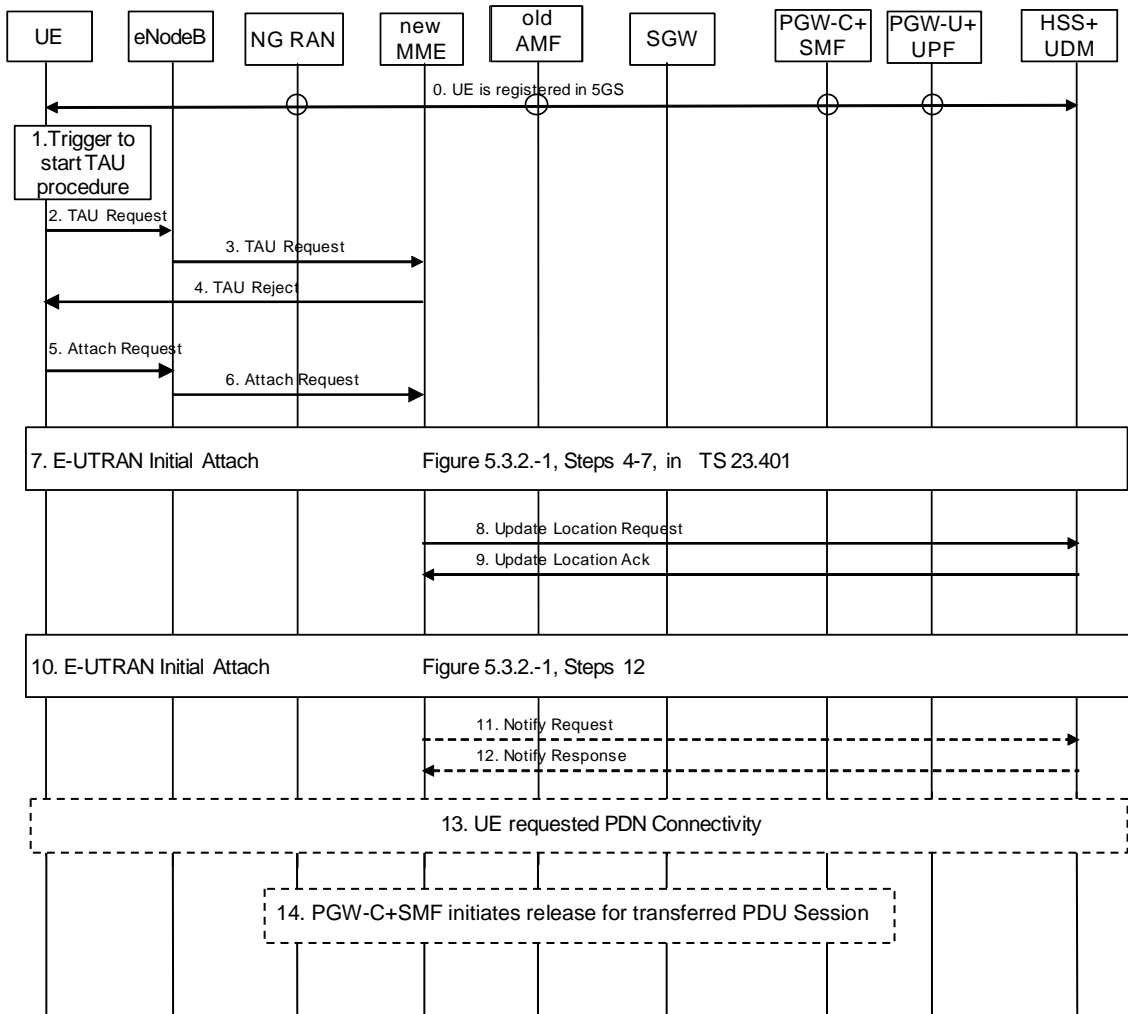 UE
eNodeB
NG RAN
new
MME
old
AMF
SGW
PGW-C+
SMF
PGW-U+
UPF
HSS+
UDM
0. UE is registered in 5GS
1.Trigger to
start TAU
procedure
2. TAU Request
3. TAU Request
4. TAU Reject
5. Attach Request
6. Attach Request
7. E-UTRAN Initial Attach Figure 5.3.2.-1, Steps 4-7, in TS 23.401
8. Update Location Request
9. Update Location Ack
10. E-UTRAN Initial Attach Figure 5.3.2.-1, Steps 12
11. Notify Request
12. Notify Response
13. UE requested PDN Connectivity
14. PGW-C+SMF initiates release for transferred PDU Session